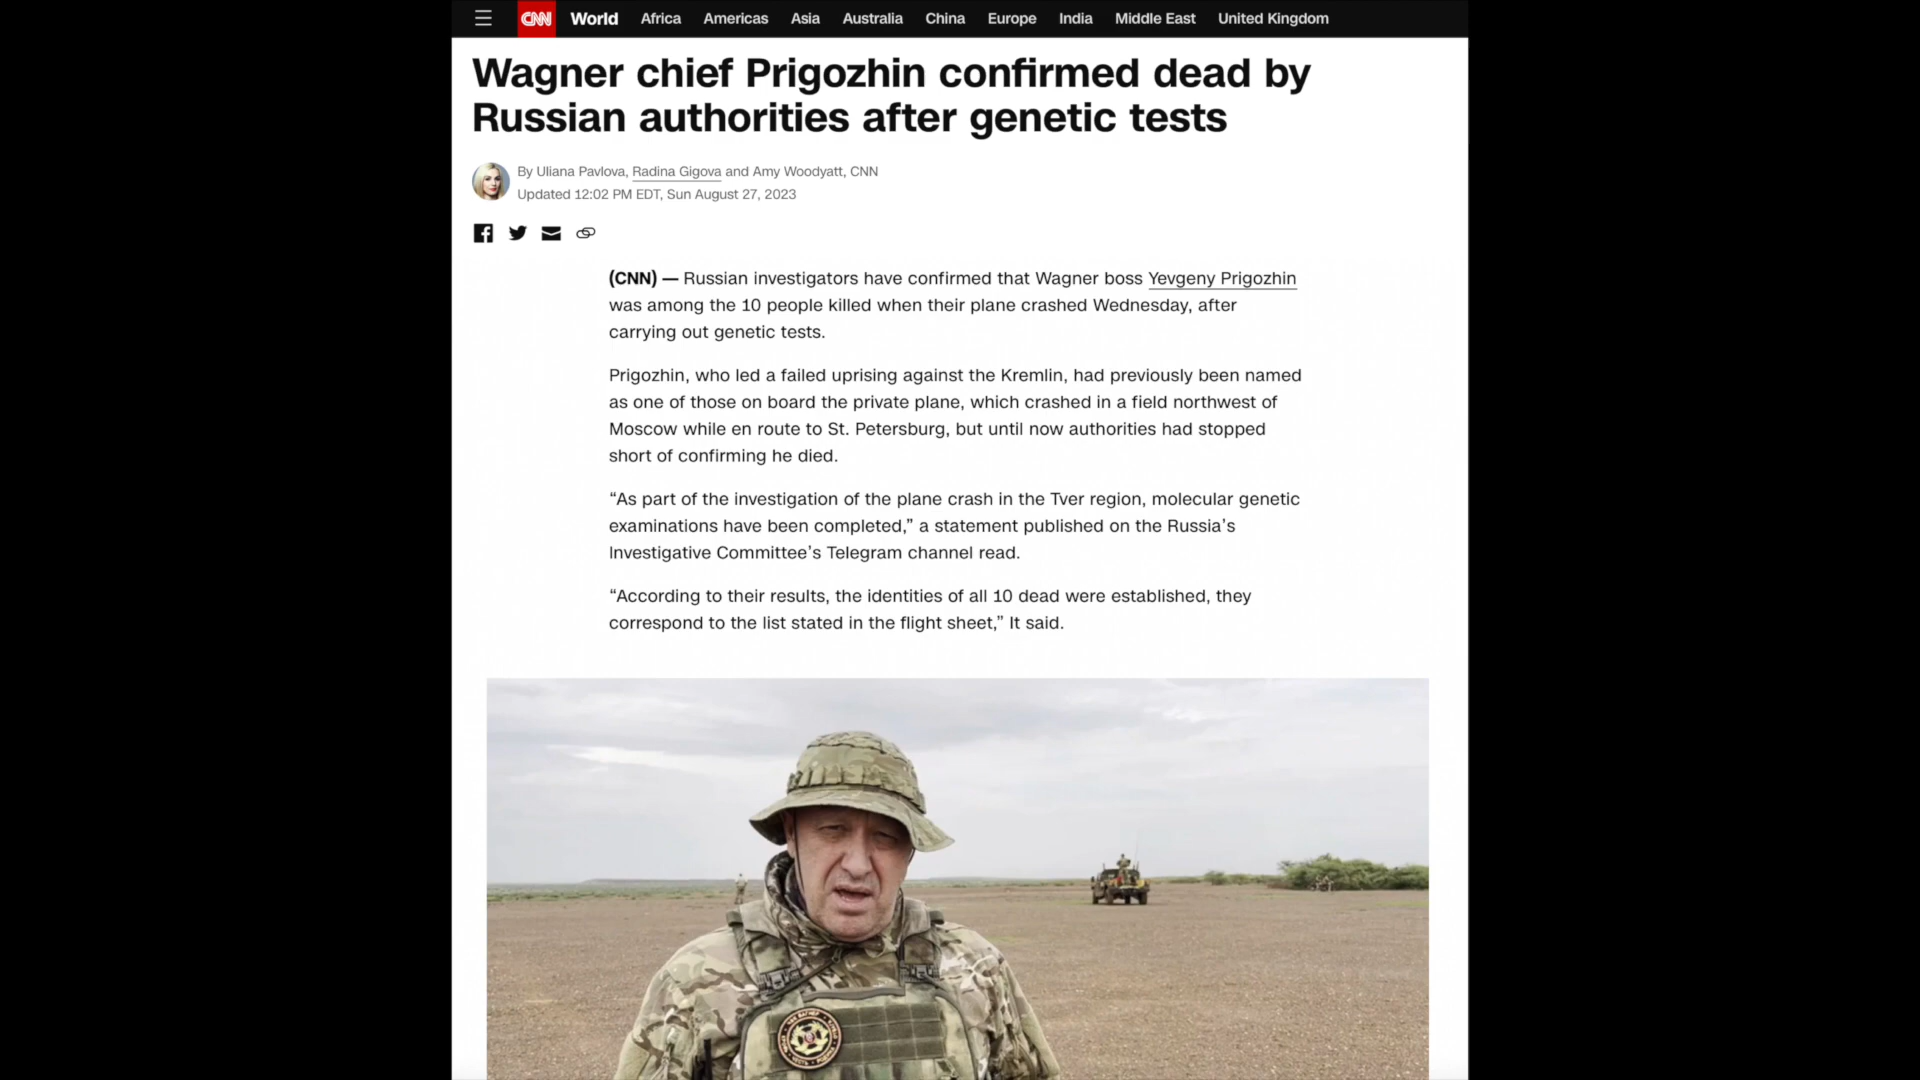 CNN World Africa Americas Asia Australia China Europe India Middle East United Kingdom
Wagner chief Prigozhin confirmed dead by
Russian authorities after genetic tests
By Uliana Pavlova, Radina Gigova and Amy Woodyatt, CNN
Updated 12:02 PM EDT, Sun August 27, 2023
(CNN) — Russian investigators have confirmed that Wagner boss Yevgeny Prigozhin
was among the 10 people killed when their plane crashed Wednesday, after
carrying out genetic tests.
Prigozhin, who led a failed uprising against the Kremlin, had previously been named
as one of those on board the private plane, which crashed in a field northwest of
Moscow while en route to St. Petersburg, but until now authorities had stopped
short of confirming he died.
“As part of the investigation of the plane crash in the Tver region, molecular genetic
examinations have been completed,” a statement published on the Russia’s
Investigative Committee’s Telegram channel read.
“According to their results, the identities of all 10 dead were established, they
correspond to the list stated in the flight sheet,” It said.